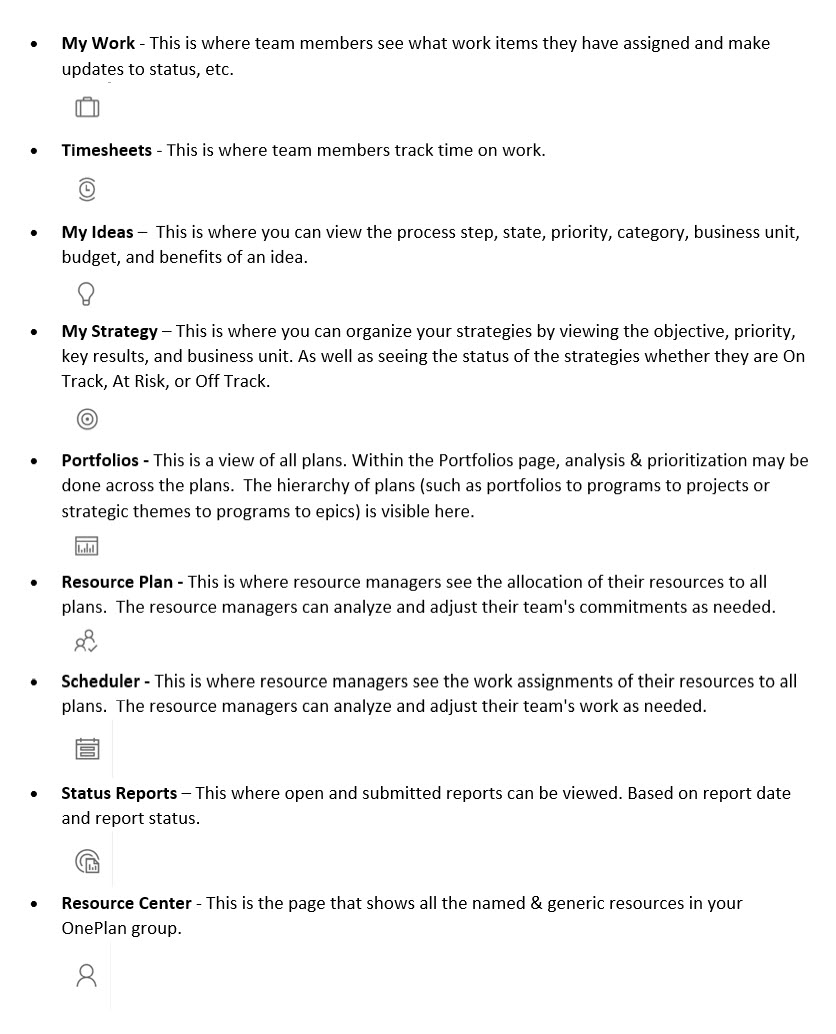 • My Work - This is where team members see what work items they have assigned and make
updates to status, etc.
• Timesheets - This is where team members track time on work.
• My Ideas –  This is where you can view the process step, state, priority, category, business unit,
budget, and benefits of an idea.
• My Strategy – This is where you can organize your strategies by viewing the objective, priority,
key results, and business unit. As well as seeing the status of the strategies whether they are On
Track, At Risk, or Off Track.
• Portfolios - This is a view of all plans. Within the Portfolios page, analysis & prioritization may be
done across the plans.  The hierarchy of plans (such as portfolios to programs to projects or
strategic themes to programs to epics) is visible here.
• Resource Plan - This is where resource managers see the allocation of their resources to all
plans.  The resource managers can analyze and adjust their team's commitments as needed.
• Scheduler - This is where resource managers see the work assignments of their resources to all
plans.  The resource managers can analyze and adjust their team's work as needed.
• Status Reports – This where open and submitted reports can be viewed. Based on report date
and report status.
• Resource Center - This is the page that shows all the named & generic resources in your
OnePlan group.